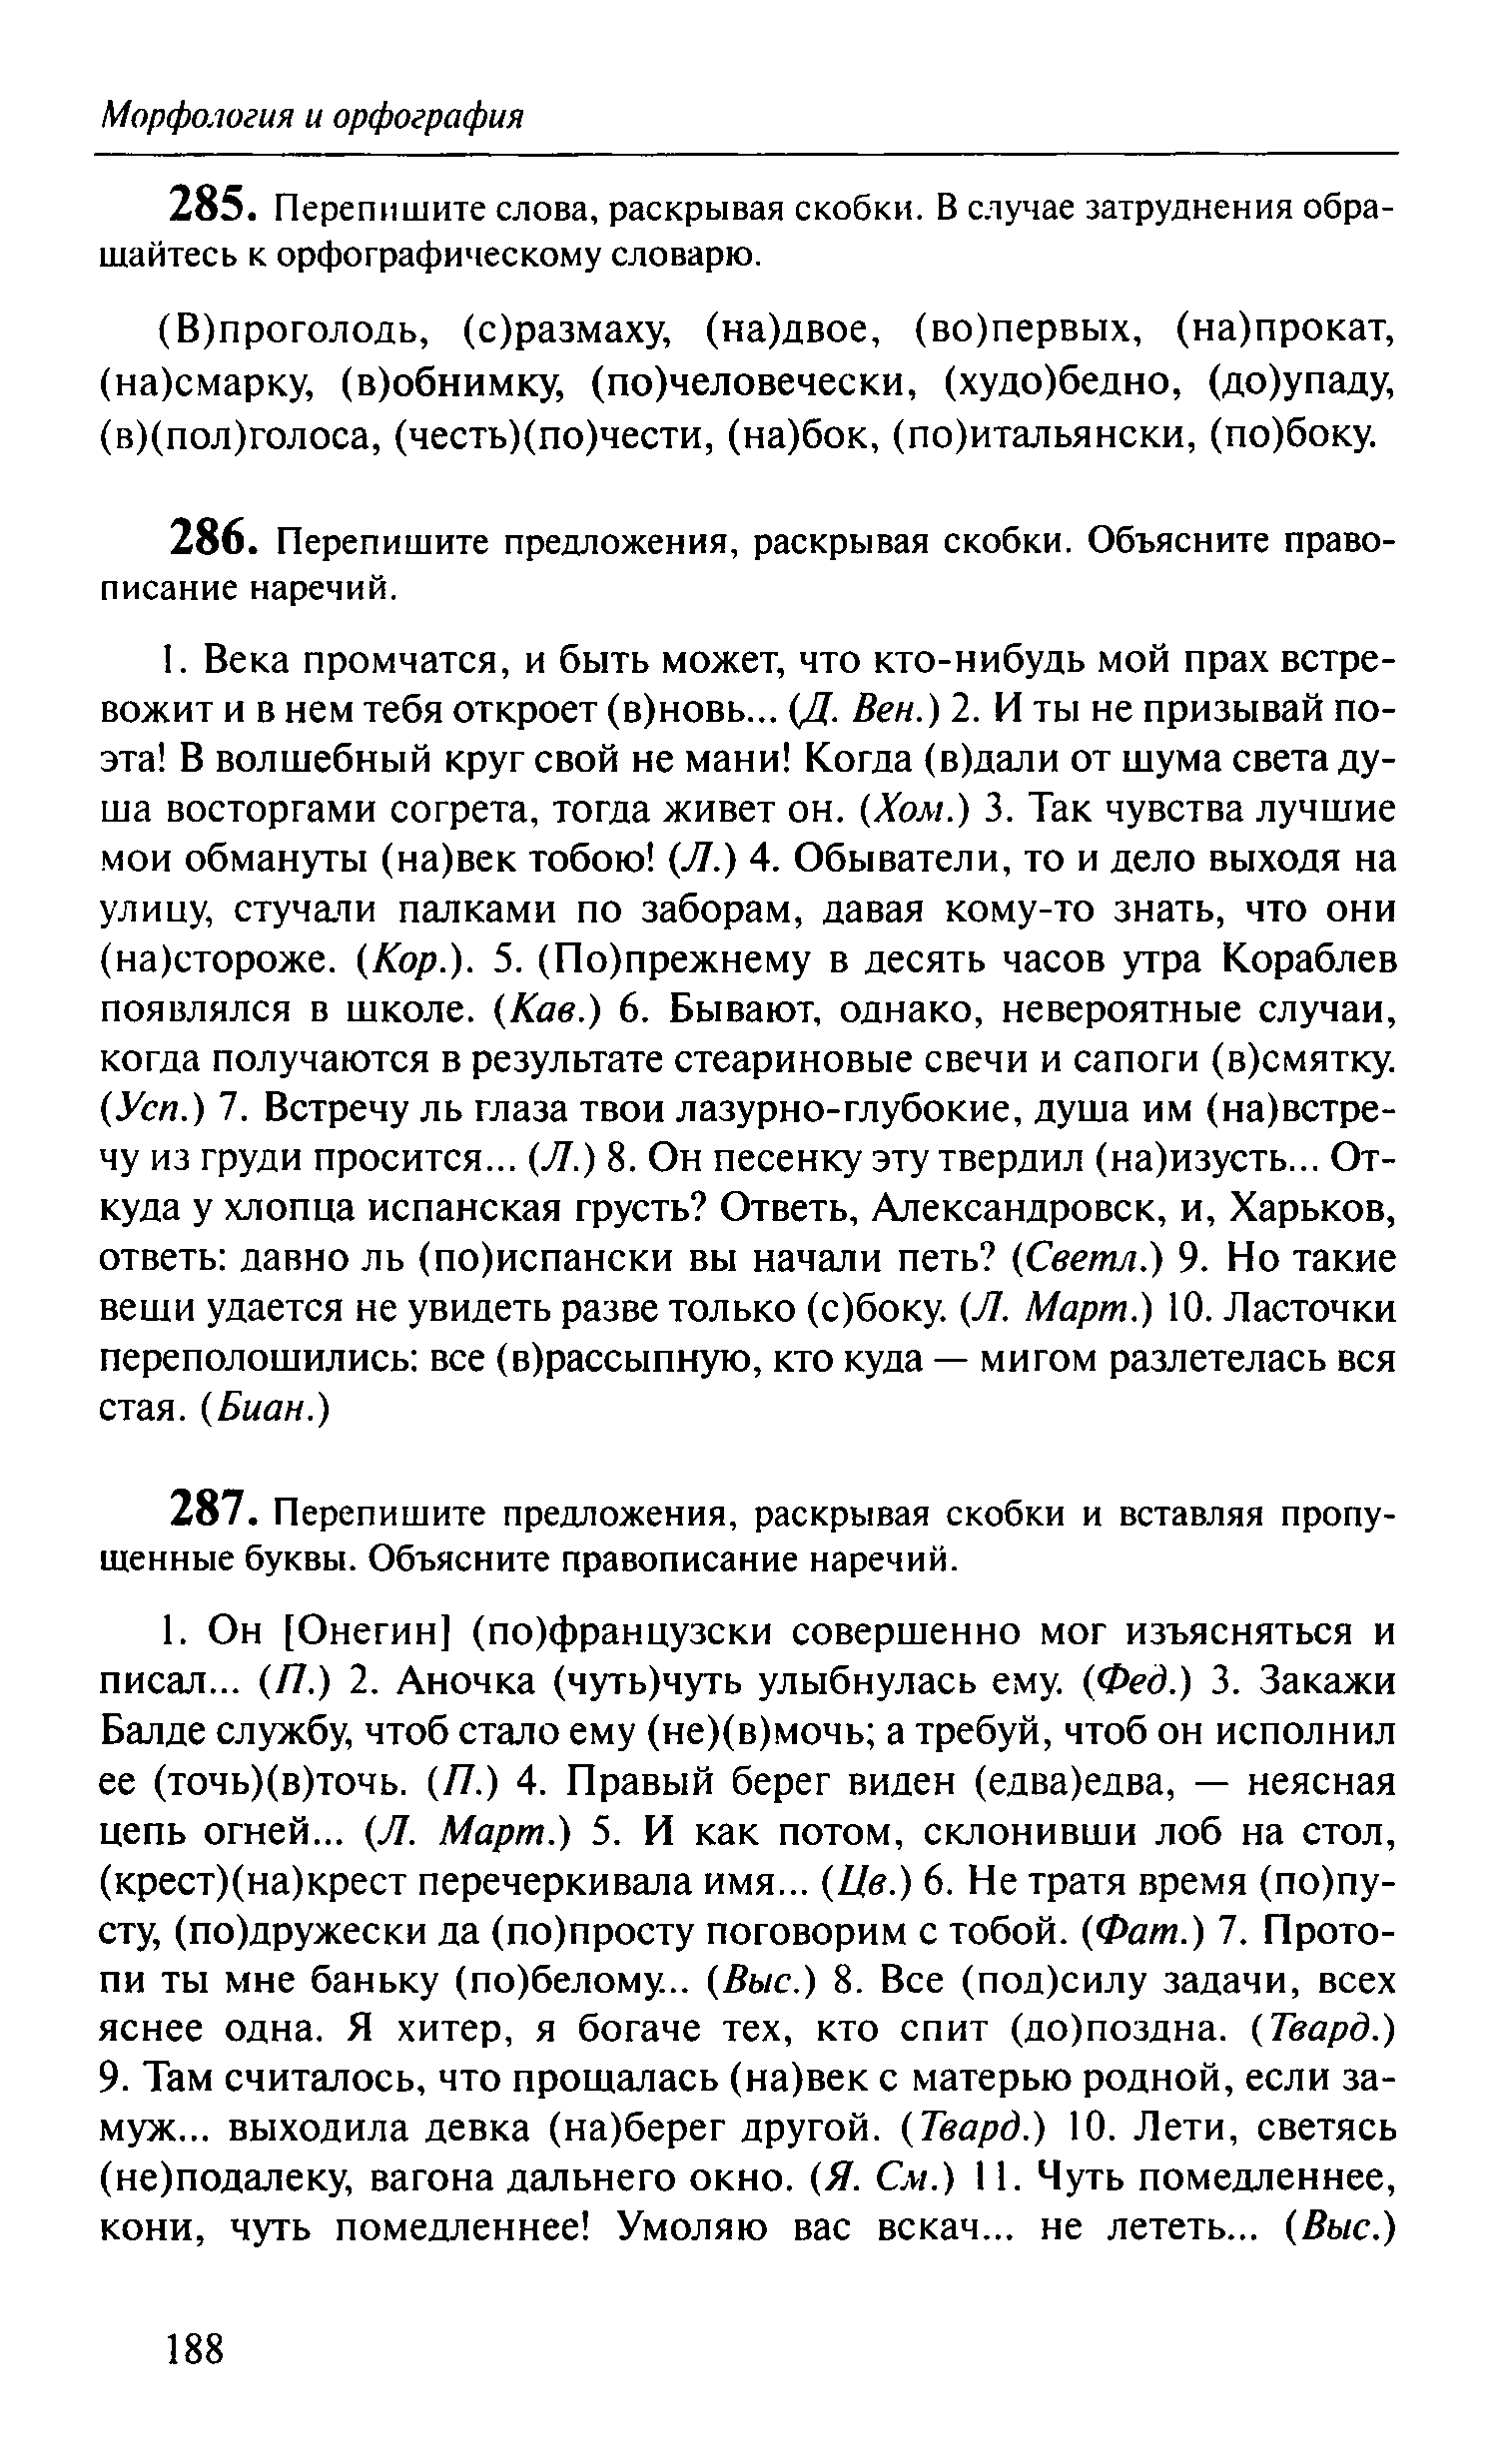 Морфология и орфография
285. Перепишите слова, раскрывая скобки. В случае затруднения обра-
щайтесь к орфографическому словарю.
(В)проголодь, (с)размаху, (на)двое, (во)первых, (на)прокат,
(на)смарку, (в)обнимку, (по)человечески, (худо)бедно, (до)упаду,
(в)(пол)голоса, (честь)(по)чести, (на)бок, (по)итальянски, (по)боку.
286. Перепишите предложения, раскрывая скобки. Объясните право-
писание наречий.
1. Века промчатся, и быть может, что кто-нибудь мой прах встре-
вожит и в нем тебя откроет (в)новь... (Д. Вен.) 2. И ты не призывай по-
эта! В волшебный круг свой не мани! Когда (в)дали от шума света ду-
ша восторгами согрета, тогда живет он. (Хом.) 3. Так чувства лучшие
мои обмануты (на)век тобою! (Л.) 4. Обыватели, то и дело выходя на
улицу, стучали палками по заборам, давая кому-то знать, что они
(на)стороже. (Кор.). 5. (По)прежнему в десять часов утра Кораблев
появлялся в школе. (Кав.) 6. Бывают, однако, невероятные случаи,
когда получаются в результате стеариновые свечи и сапоги (в)смятку.
(Усп.) 7. Встречу ль глаза твои лазурно-глубокие, душа им (на)встре-
чу из груди просится... (Л.) 8. Он песенку эту твердил (на)изусть... От-
куда у хлопца испанская грусть? Ответь, Александровск, и, Харьков,
ответь: давно ль (по)испански вы начали петь? (Светл.) 9. Но такие
вещи удается не увидеть разве только (с)боку. (Л. Март.) 10. Ласточки
переполошились: все (в)рассыпную, кто куда — мигом разлетелась вся
стая. (Биан.)
287. Перепишите предложения, раскрывая скобки и вставляя пропу-
щенные буквы. Объясните правописание наречий.
1. Он [Онегин] (по)французски совершенно мог изъясняться и
писал... (П.) 2. Аночка (чуть)чуть улыбнулась ему. (Фед.) 3. Закажи
Балде службу, чтоб стало ему (не)(в)мочь; а требуй, чтоб он исполнил
ее (точь)(в)точь. (П.) 4. Правый берег виден (едва)едва, — неясная
цепь огней... (Л. Март.) 5. И как потом, склонивши лоб на стол,
(крест)(на)крест перечеркивала имя... (Цв.) 6. Не тратя время (по)пу-
сту, (по)дружески да (по)просту поговорим с тобой. (Фат.) 7. Прото-
пи ты мне баньку (по)белому... (Выс.) 8. Все (под)силу задачи, всех
яснее одна. Я хитер, я богаче тех, кто спит (до)поздна. (Твард.)
9. Там считалось, что прощалась (на)век с матерью родной, если за-
муж... выходила девка (на)берег другой. (Твард.) 10. Лети, светясь
(не)подалеку, вагона дальнего окно. (Я. См.) 11. Чуть помедленнее,
кони, чуть помедленнее! Умоляю вас вскач... не лететь... (Выс.)
188